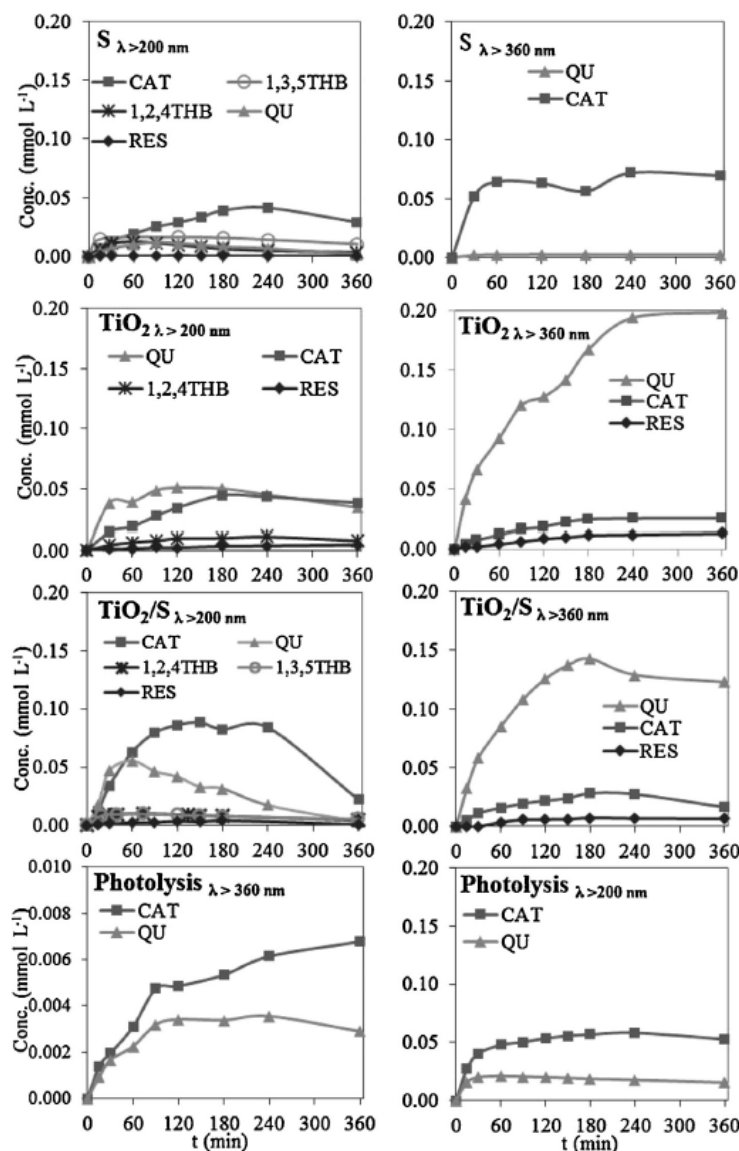 S λ >200 nm
0.20
0.15
0.10
0.05
0.00
Conc. (mmol L-1)
CAT 1,3,5THB
1,2,4THB QU
RES
0 60 120 180 240 300 360
S λ >360 nm
0.20
0.15
0.10
0.05
0.00
QU
CAT
0 60 120 180 240 300 360
TiO2 λ > 200 nm
0.20
0.15
0.10
0.05
0.00
Conc. (mmol L-1)
QU CAT
1,2,4THB RES
0 60 120 180 240 300 360
TiO2 λ > 360 nm
0.20
0.15
0.10
0.05
0.00
QU
CAT
RES
0 60 120 180 240 300 360
TiO2/S λ >200 nm
0.20
0.15
0.10
0.05
0.00
Conc. (mmol L-1)
CAT QU
1,2,4THB 1,3,5THB
RES
0 60 120 180 240 300 360
TiO2/S λ >360 nm
0.20
0.15
0.10
0.05
0.00
QU
CAT
RES
0 60 120 180 240 300 360
Photolysis λ > 360 nm
0.010
0.008
0.006
0.004
0.002
0.000
Conc. (mmol L-1)
CAT
QU
0 60 120 180 240 300 360
t (min)
Photolysis λ >200 nm
0.20
0.15
0.10
0.05
0.00
CAT
QU
0 60 120 180 240 300 360
t (min)